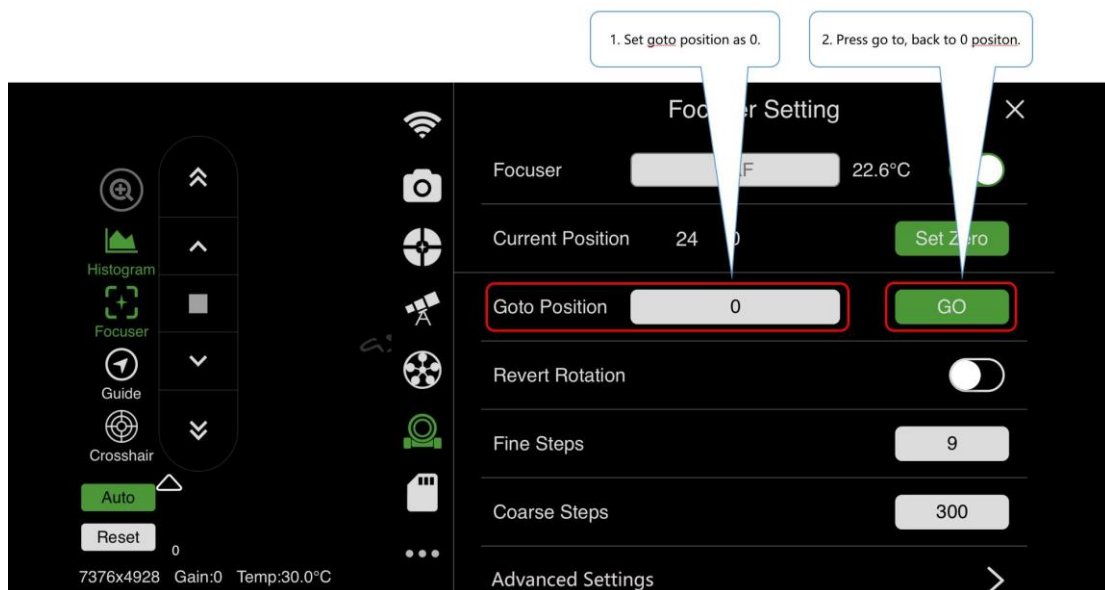 1. Set goto position as 0.
2. Press go to, back to 0 positon.
Focuser Setting
Histogram
Focuser
Guide
Crosshair
Auto
Reset
0
7376x4928 Gain:0 Temp:30.0°C
Focuser
22.6°C
Current Position
Set Zero
Goto Position 0 GO
Revert Rotation
Fine Steps 9
Coarse Steps 300
Advanced Settings